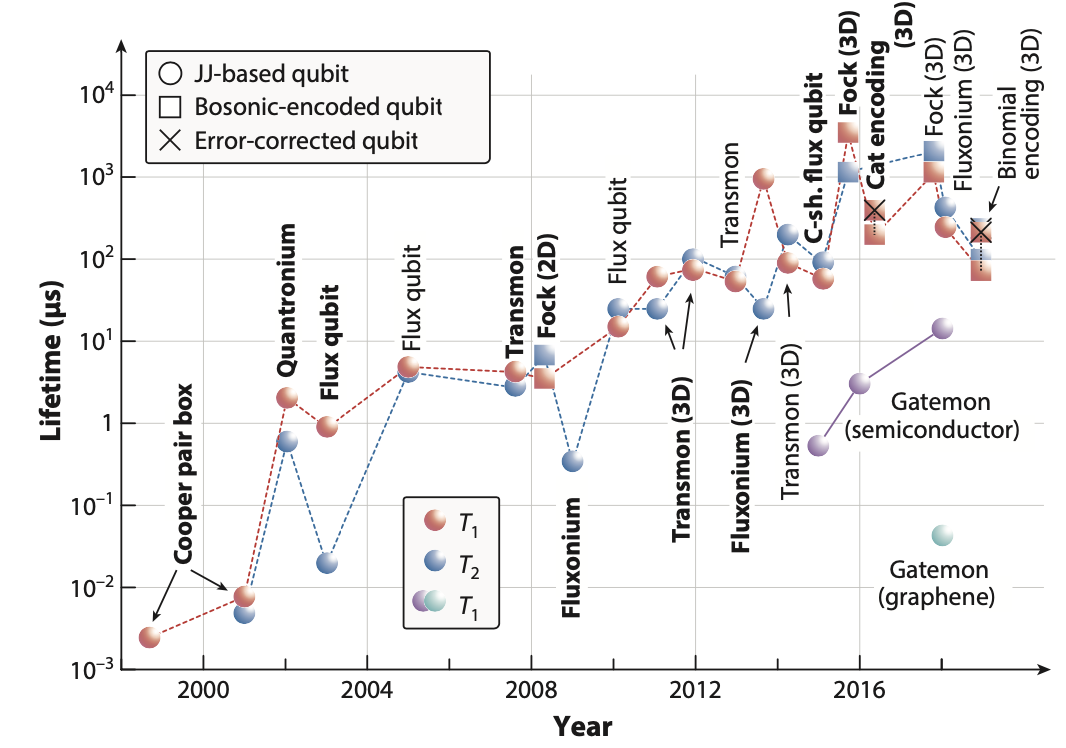 JJ-based qubit
Bosonic-encoded qubit
Error-corrected qubit
Lifetime (µs)
10⁴
10³
10²
10¹
1
10⁻¹
10⁻²
10⁻³
Cooper pair box
Quantronium
Flux qubit
Flux qubit
Transmon
Fock (2D)
Fluxonium
Flux qubit
Transmon (3D)
Transmon
Fluxonium (3D)
Transmon (3D)
C-sh. flux qubit
Fock (3D)
Cat encoding
(3D)
Fock (3D)
Fluxonium (3D)
Binomial
encoding (3D)
Gatemon
(semiconductor)
Gatemon
(graphene)
T₁
T₂
T₁
2000
2004
2008
2012
2016
Year